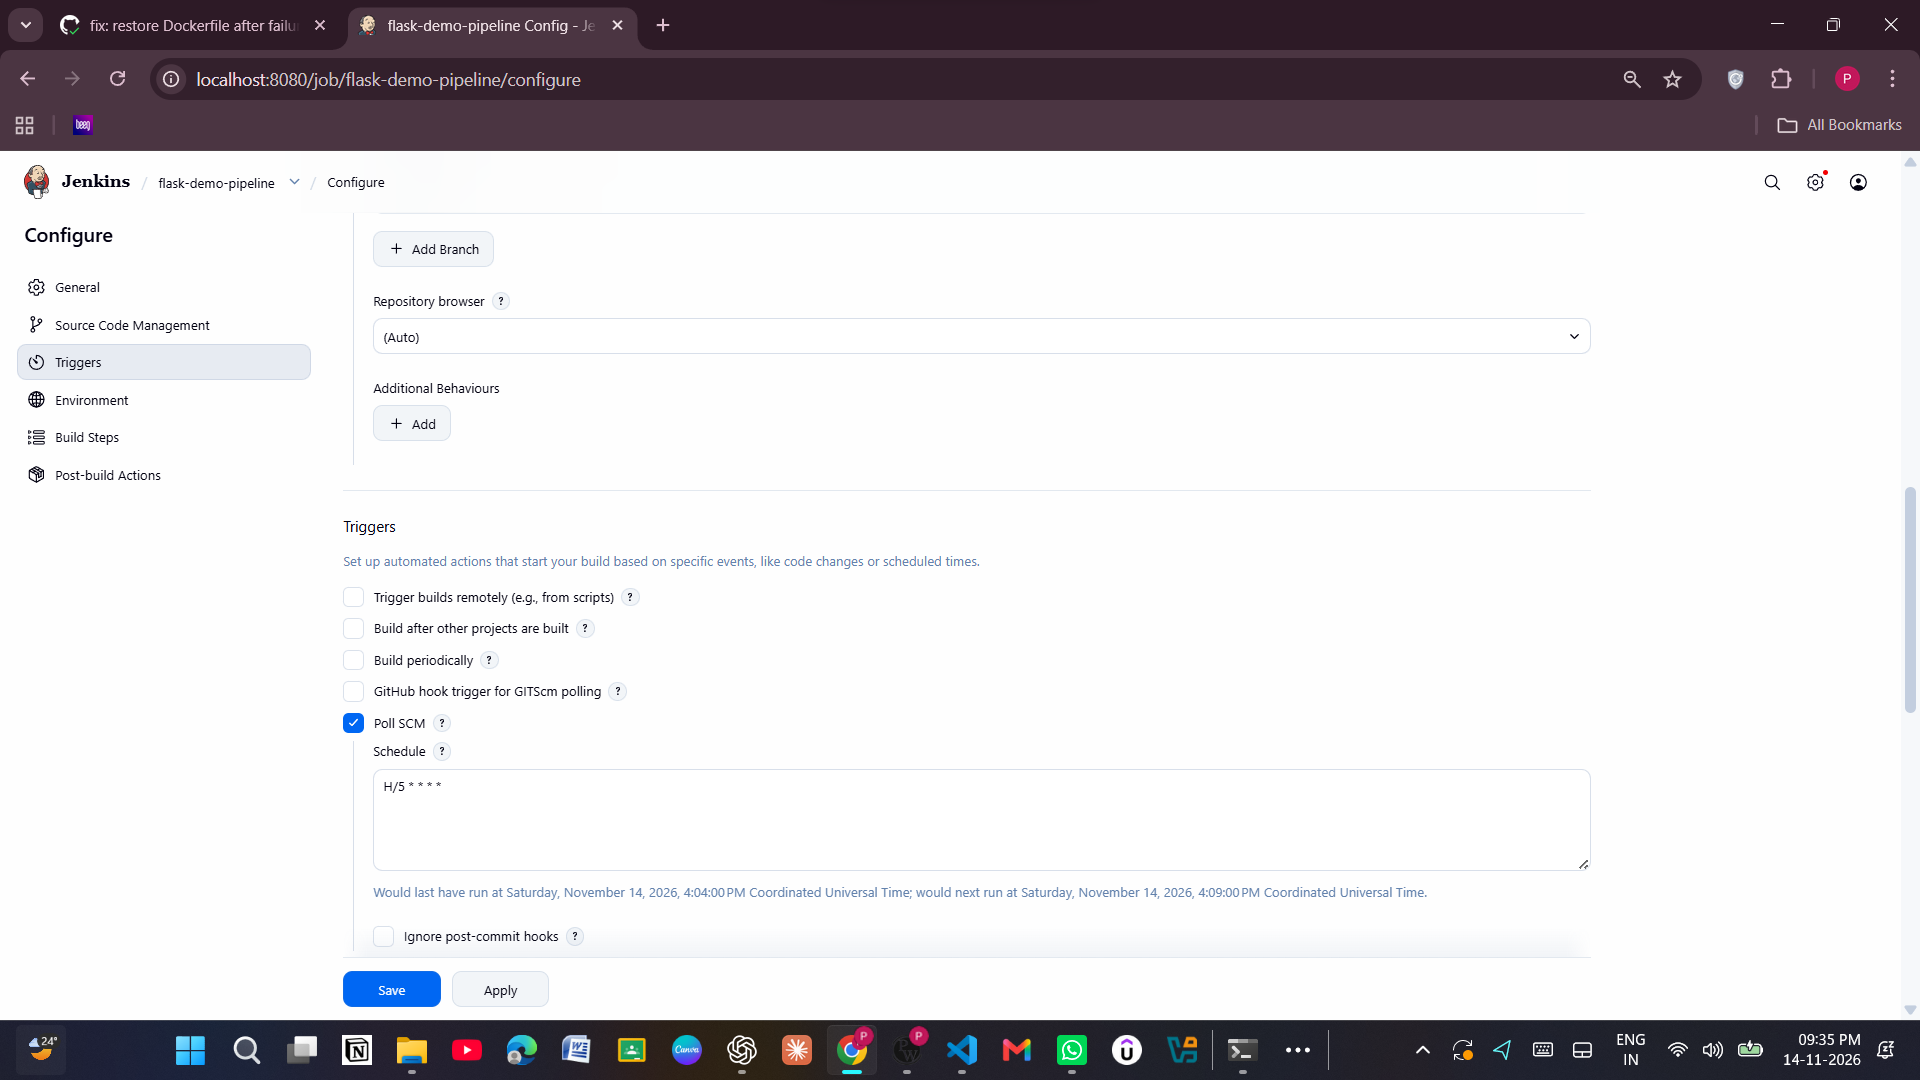 fix: restore Dockerfile after failu
flask-demo-pipeline Config - Je
localhost:8080/job/flask-demo-pipeline/configure
P
beeg
All Bookmarks
Jenkins / flask-demo-pipeline / Configure
Configure
General
Source Code Management
Triggers
Environment
Build Steps
Post-build Actions
+ Add Branch
Repository browser ?
(Auto)
Additional Behaviours
+ Add
Triggers
Set up automated actions that start your build based on specific events, like code changes or scheduled times.
Trigger builds remotely (e.g., from scripts) ?
Build after other projects are built ?
Build periodically ?
GitHub hook trigger for GITScm polling ?
Poll SCM ?
Schedule ?
H/5 * * * *
Would last have run at Saturday, November 14, 2026, 4:04:00 PM Coordinated Universal Time; would next run at Saturday, November 14, 2026, 4:09:00 PM Coordinated Universal Time.
Ignore post-commit hooks ?
Save
Apply
24°
Canva
P
P
ENG
IN
09:35 PM
14-11-2026